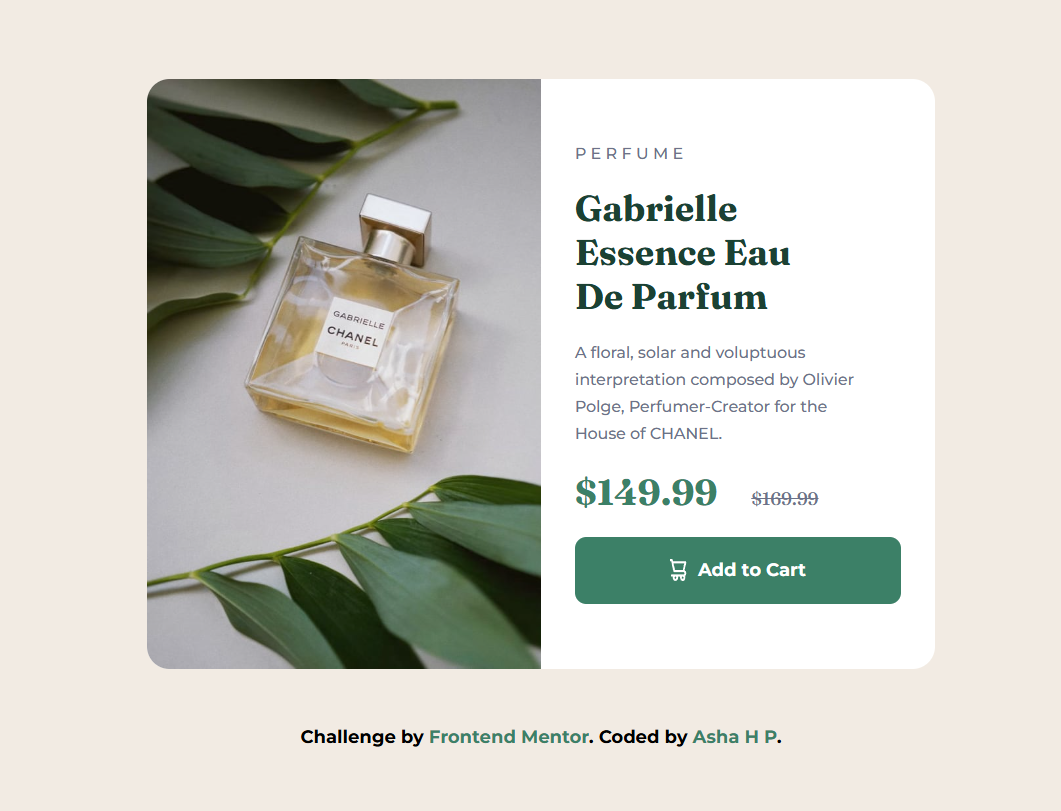 GABRIELLE
CHANEL
PARIS
PERFUME
Gabrielle
Essence Eau
De Parfum
A floral, solar and voluptuous
interpretation composed by Olivier
Polge, Perfumer-Creator for the
House of CHANEL.
$149.99 $169.99
Add to Cart
Challenge by Frontend Mentor. Coded by Asha H P.